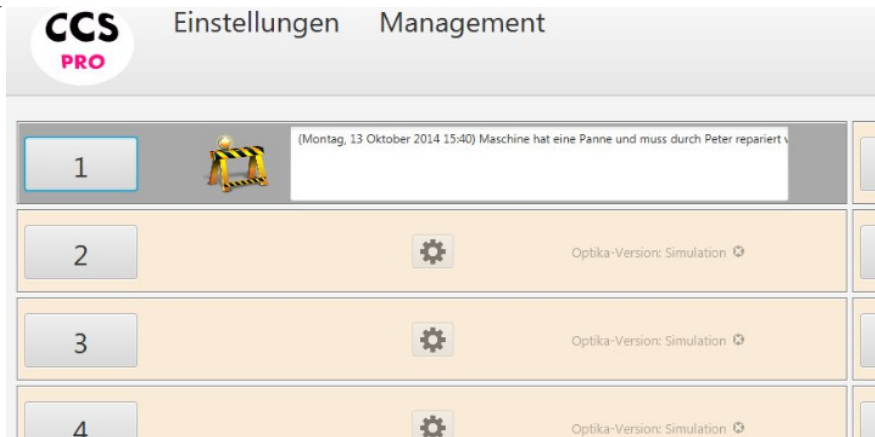 CCS
PRO
Einstellungen Management
1
(Montag, 13 Oktober 2014 15:40) Maschine hat eine Panne und muss durch Peter repariert
2
Optika-Version: Simulation
3
Optika-Version: Simulation
4
Optika-Version: Simulation